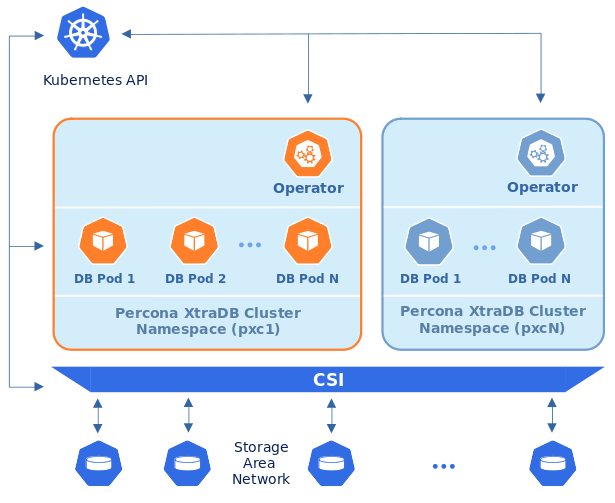 Kubernetes API
Operator
Operator
DB Pod 1
DB Pod 2
DB Pod N
DB Pod 1
DB Pod N
Percona XtraDB Cluster
Namespace (pxc1)
Percona XtraDB Cluster
Namespace (pxcN)
CSI
Storage
Area
Network